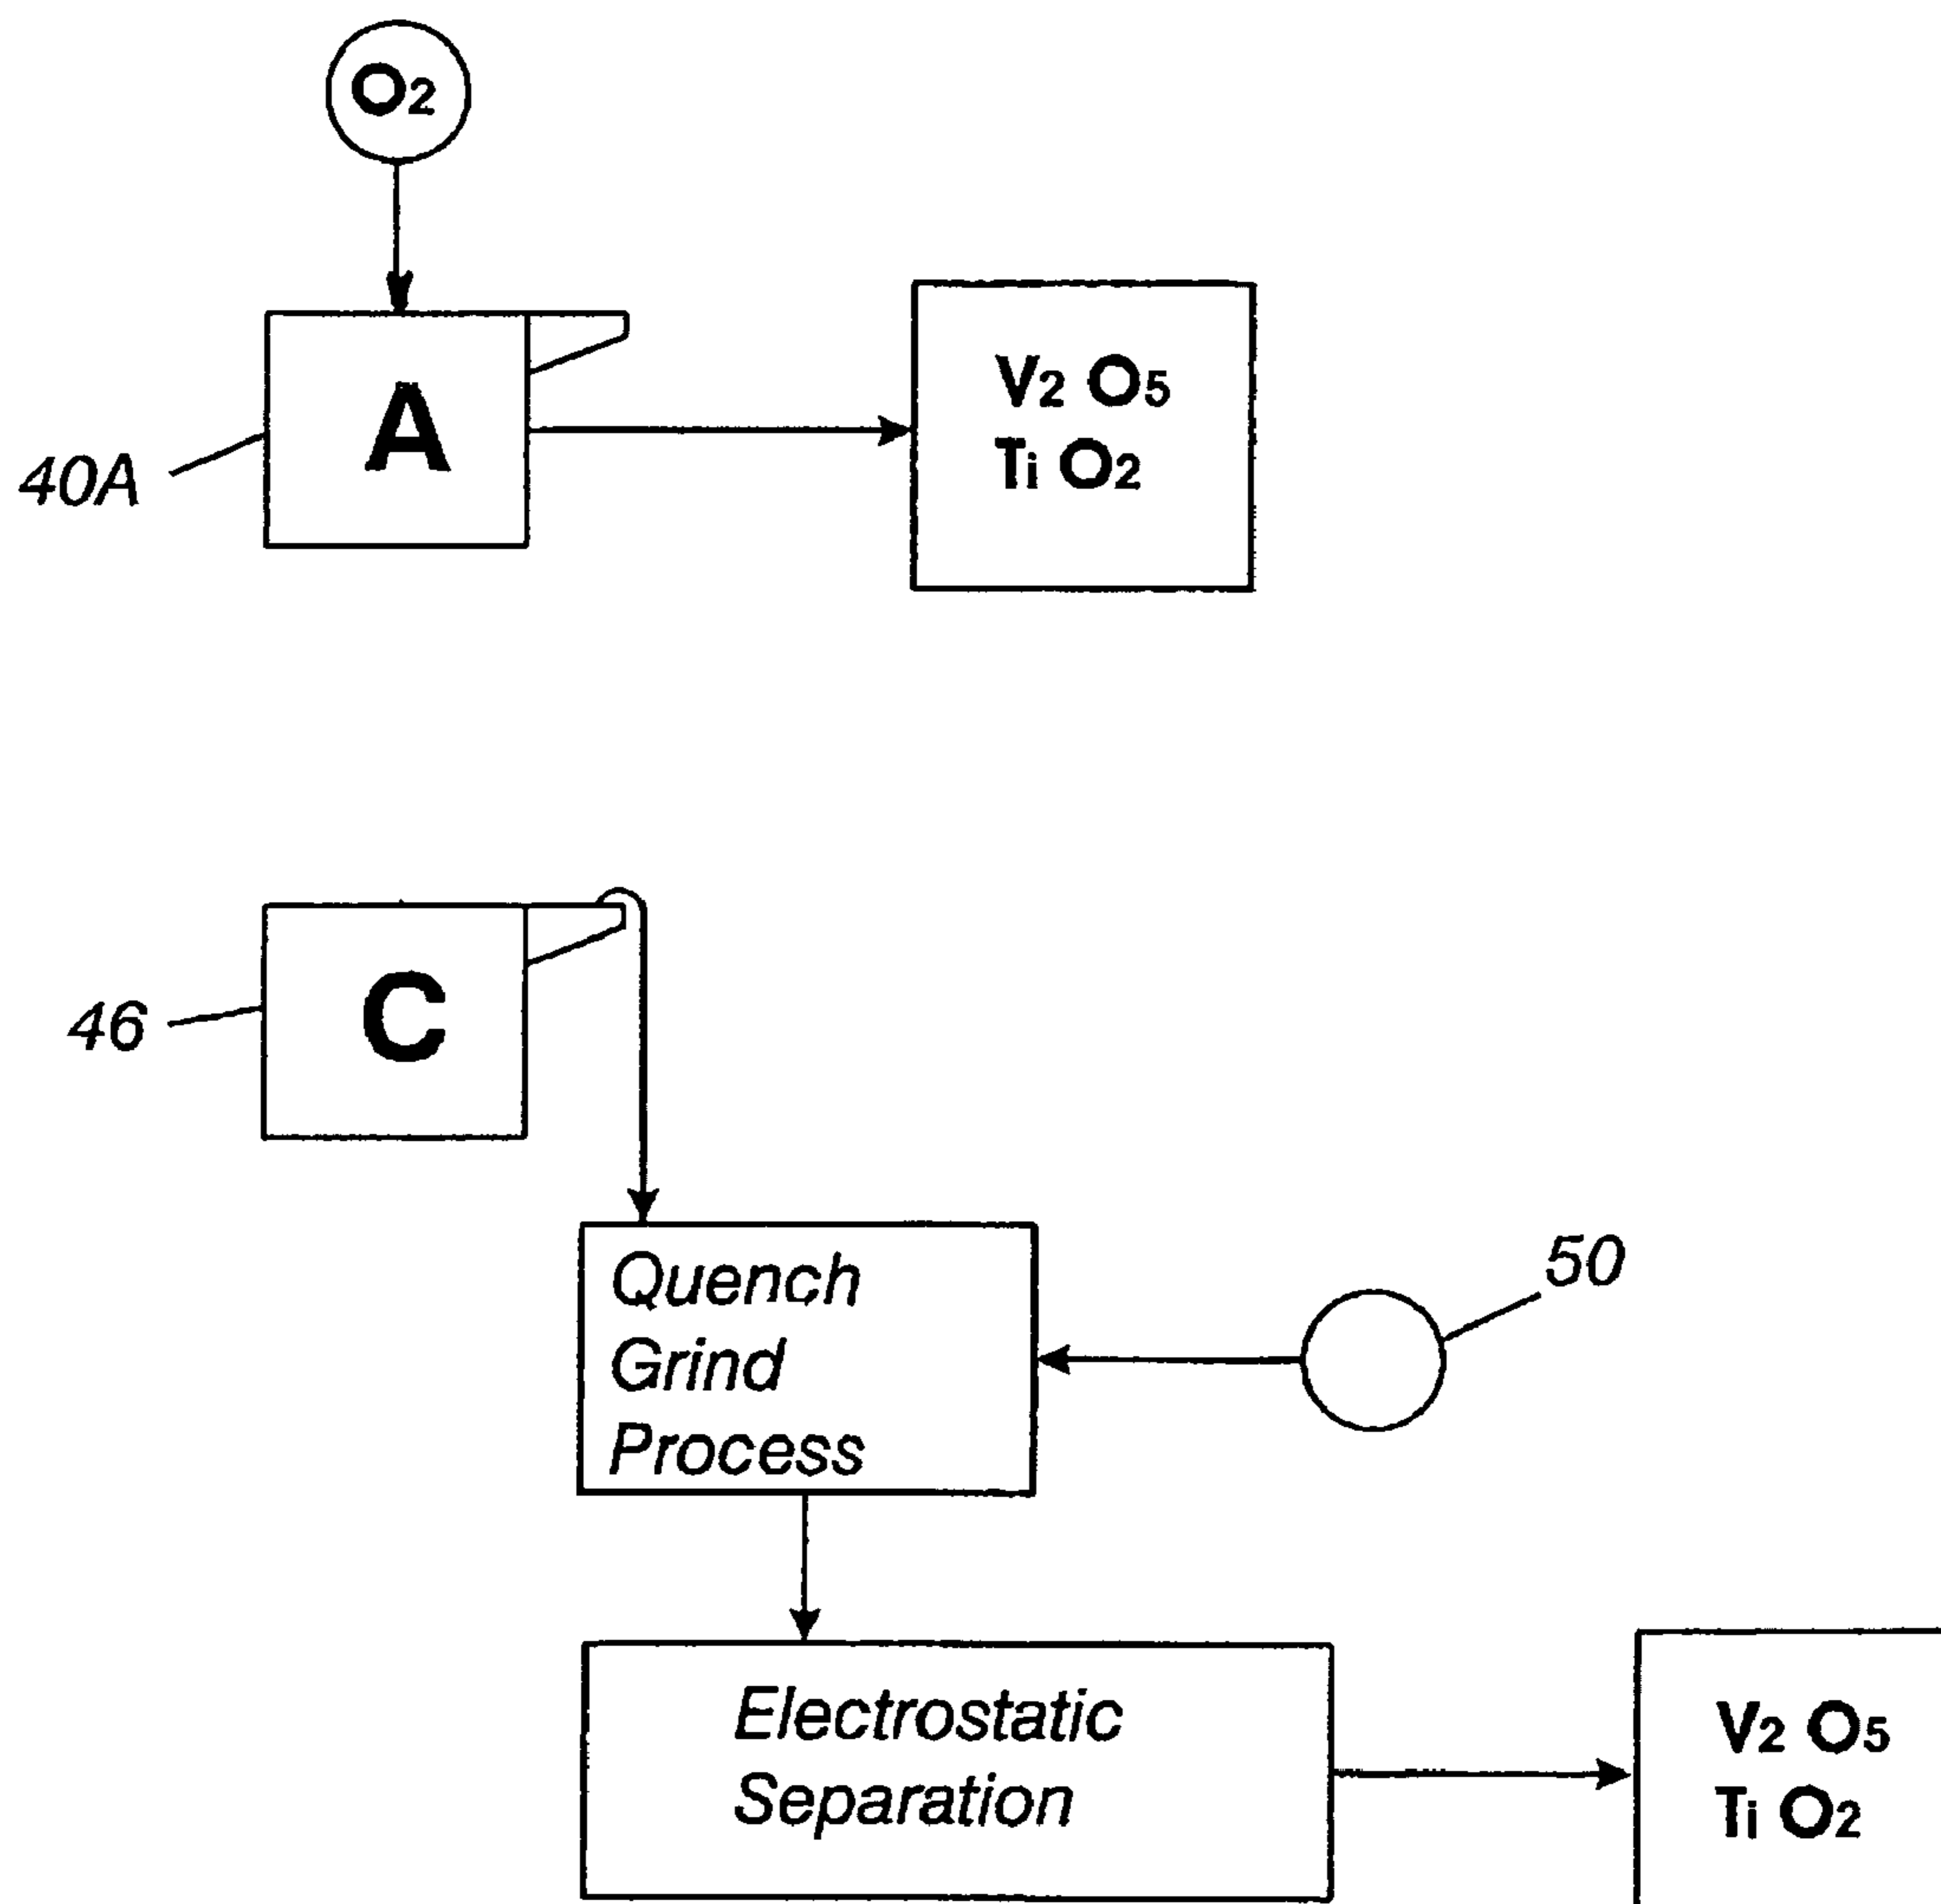 O2
A
40A
V2 O5
Ti O2
C
46
Quench
Grind
Process
50
Electrostatic
Separation
V2 O5
Ti O2